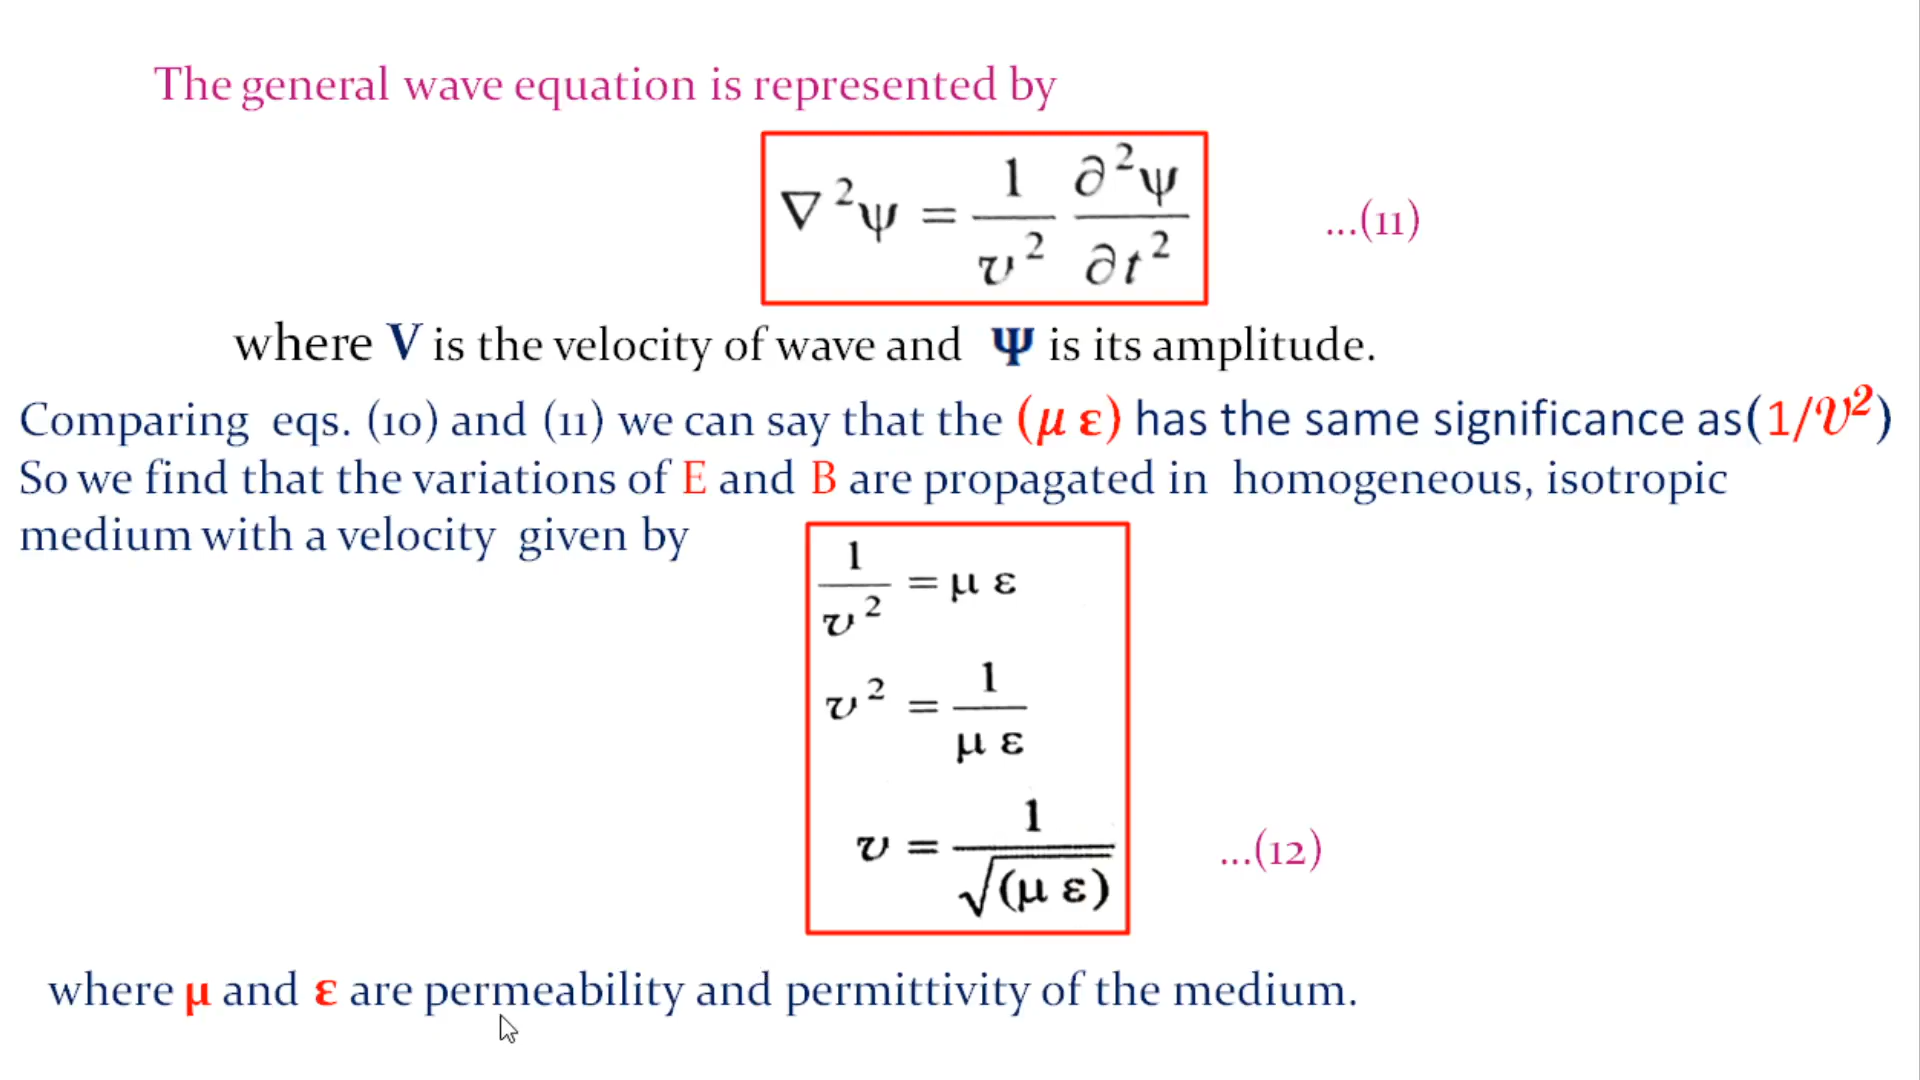 The general wave equation is represented by
∇²ψ = 1/v² ∂²ψ/∂t² ...(11)
where V is the velocity of wave and Ψ is its amplitude.
Comparing eqs. (10) and (11) we can say that the (μ ε) has the same significance as(1/v²)
So we find that the variations of E and B are propagated in homogeneous, isotropic
medium with a velocity given by
1/v² = μ ε
v² = 1/μ ε
v = 1/√(μ ε) ...(12)
where μ and ε are permeability and permittivity of the medium.